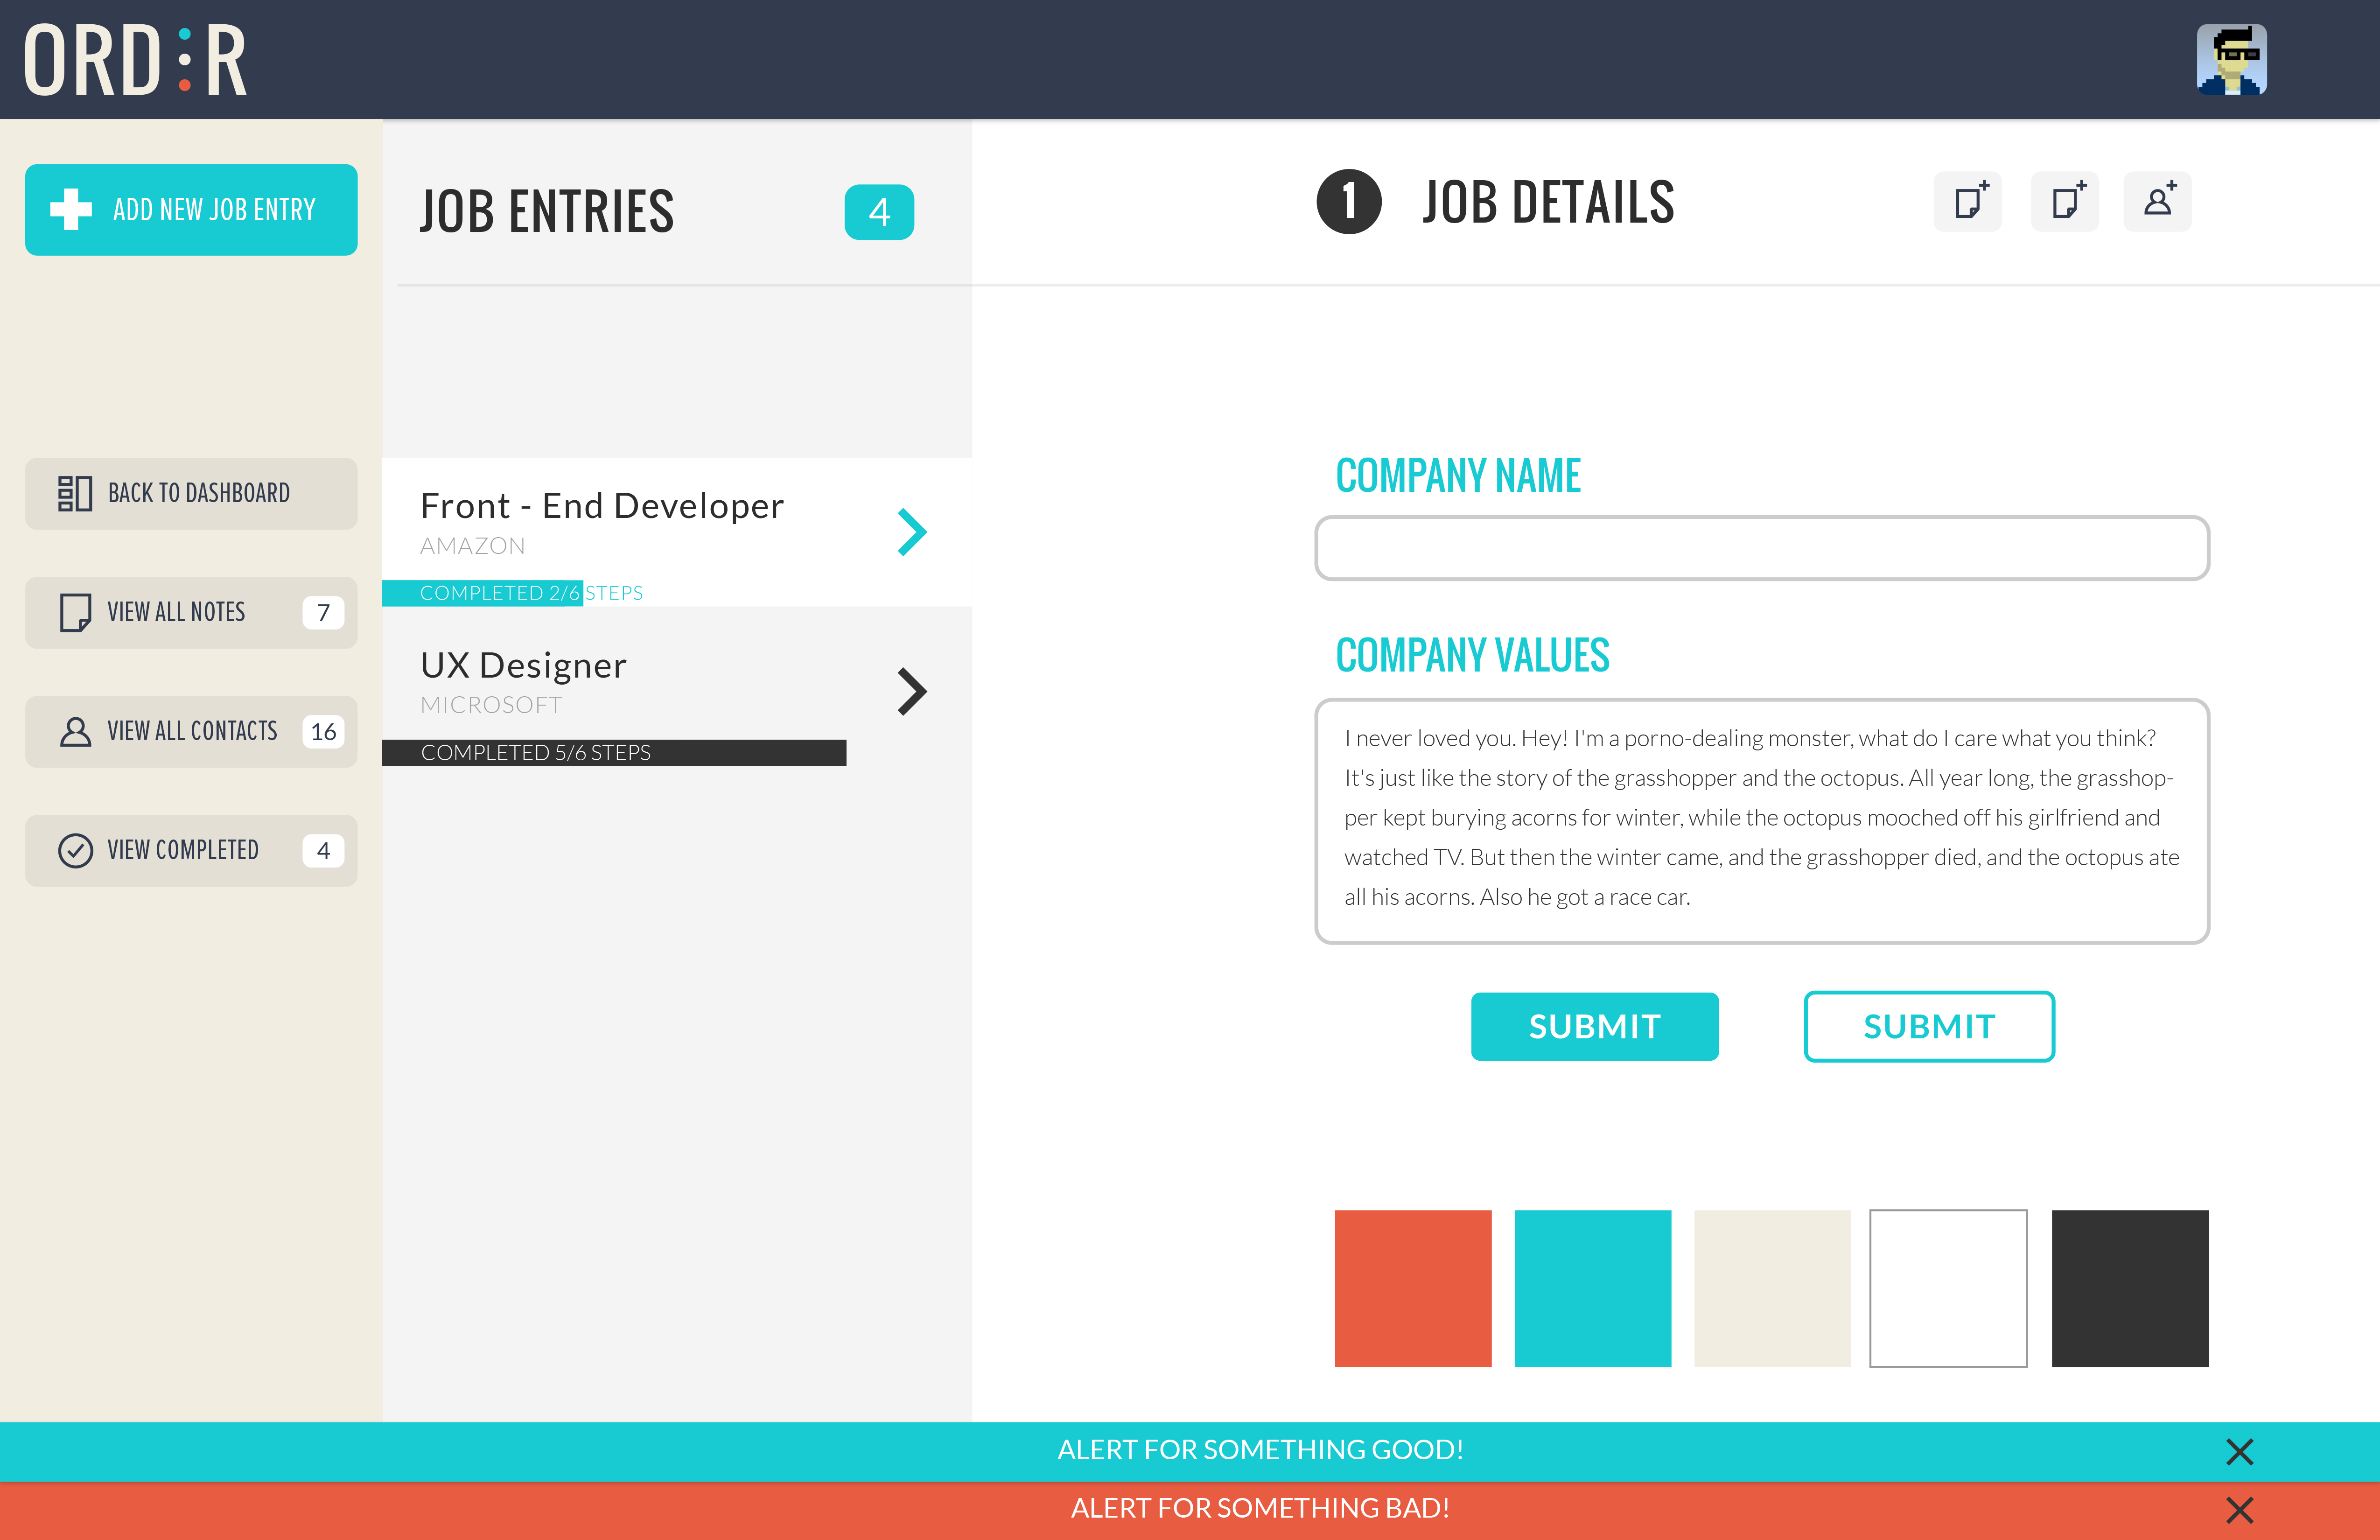 ORD:R
ADD NEW JOB ENTRY
BACK TO DASHBOARD
VIEW ALL NOTES 7
VIEW ALL CONTACTS 16
VIEW COMPLETED 4
JOB ENTRIES 4
Front - End Developer
AMAZON
COMPLETED 2/6 STEPS
UX Designer
MICROSOFT
COMPLETED 5/6 STEPS
1 JOB DETAILS
COMPANY NAME
COMPANY VALUES
I never loved you. Hey! I'm a porno-dealing monster, what do I care what you think?
It's just like the story of the grasshopper and the octopus. All year long, the grasshop-
per kept burying acorns for winter, while the octopus mooched off his girlfriend and
watched TV. But then the winter came, and the grasshopper died, and the octopus ate
all his acorns. Also he got a race car.
SUBMIT SUBMIT
ALERT FOR SOMETHING GOOD!
ALERT FOR SOMETHING BAD!